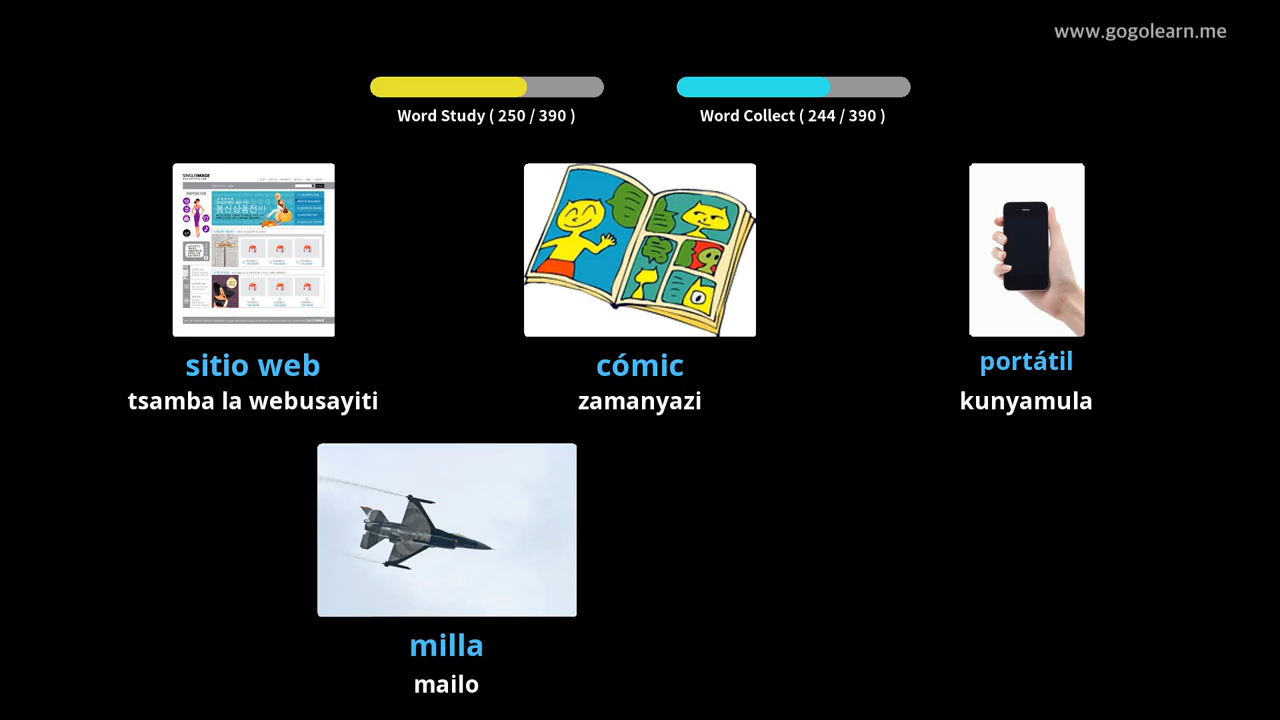 www.gogolearn.me
Word Study ( 250 / 390 )
Word Collect ( 244 / 390 )
sitio web
cómic
portátil
tsamba la webusayiti
zamanyazi
kunyamula
milla
mailo